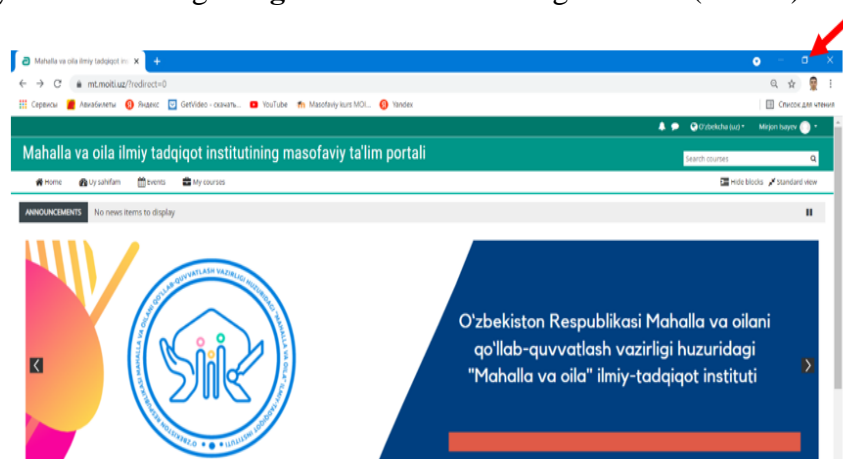 Mahalla va oila ilmiy tadqiqot in
mt.moiti.uz/?redirect=0
Сервисы Авиабилеты Яндекс GetVideo - скачать... YouTube Masofaviy kurs MOI... Yandex Список для чтения
O'zbekcha (uz) Mirjon Isayev
Mahalla va oila ilmiy tadqiqot institutining masofaviy ta'lim portali
Search courses
Home Uy sahifam Events My courses Hide blocks Standard view
ANNOUNCEMENTS No news items to display
O'zbekiston Respublikasi Mahalla va oilani
qo'llab-quvvatlash vazirligi huzuridagi
"Mahalla va oila" ilmiy-tadqiqot instituti